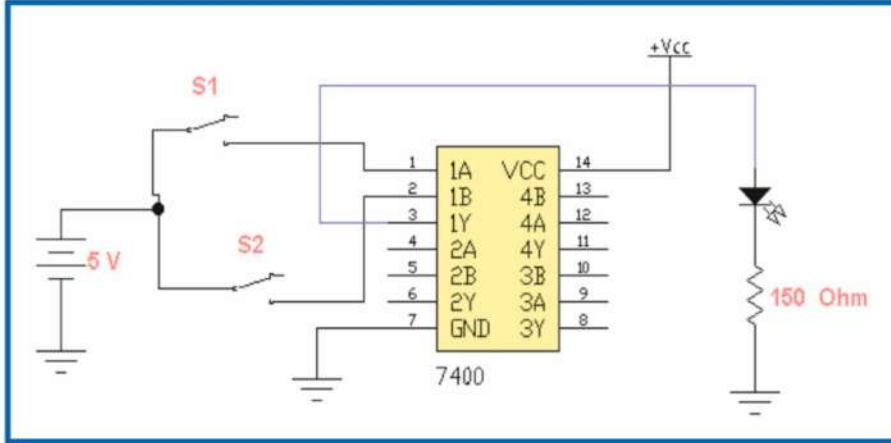 +Vcc
S1
1 1A VCC 14
2 1B 4B 13
3 1Y 4A 12
4 2A 4Y 11
5 2B 3B 10
6 2Y 3A 9
7 GND 3Y 8
S2
5 V
150 Ohm
7400